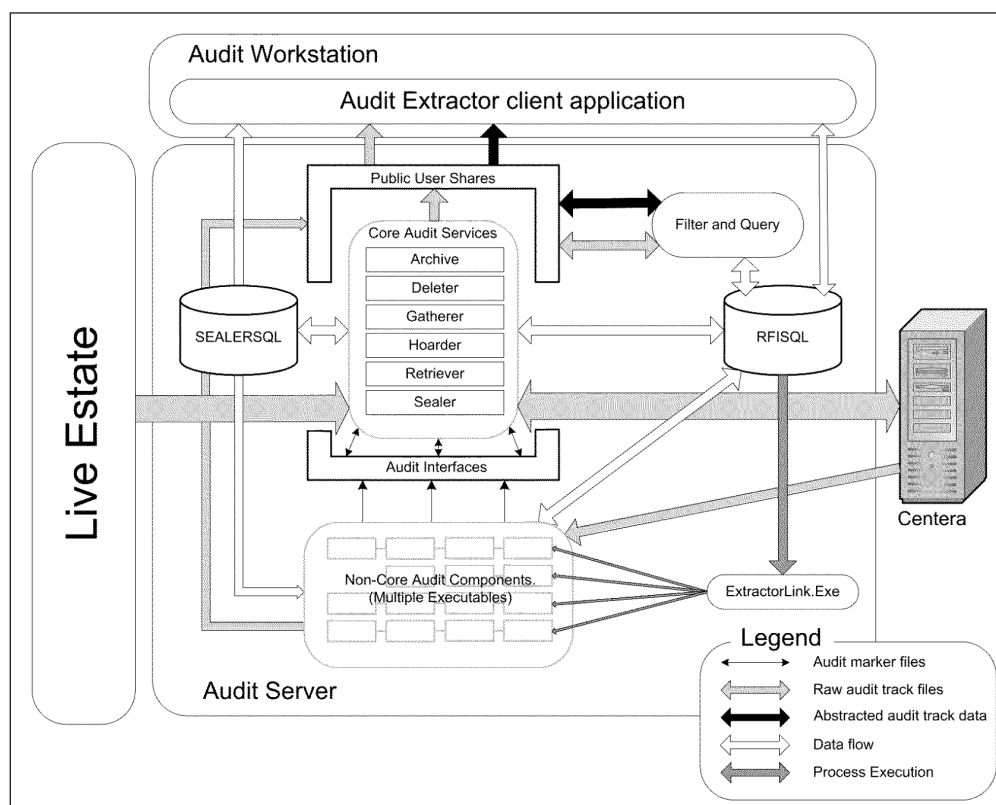 Audit Workstation
Audit Extractor client application
Live Estate
Public User Shares
Core Audit Services
Archive
Deleter
Gatherer
Hoarder
Retriever
Sealer
Filter and Query
SEALERSQL
RFISQL
Audit Interfaces
Centera
Non-Core Audit Components.
(Multiple Executables)
ExtractorLink.Exe
Audit Server
Legend
Audit marker files
Raw audit track files
Abstracted audit track data
Data flow
Process Execution